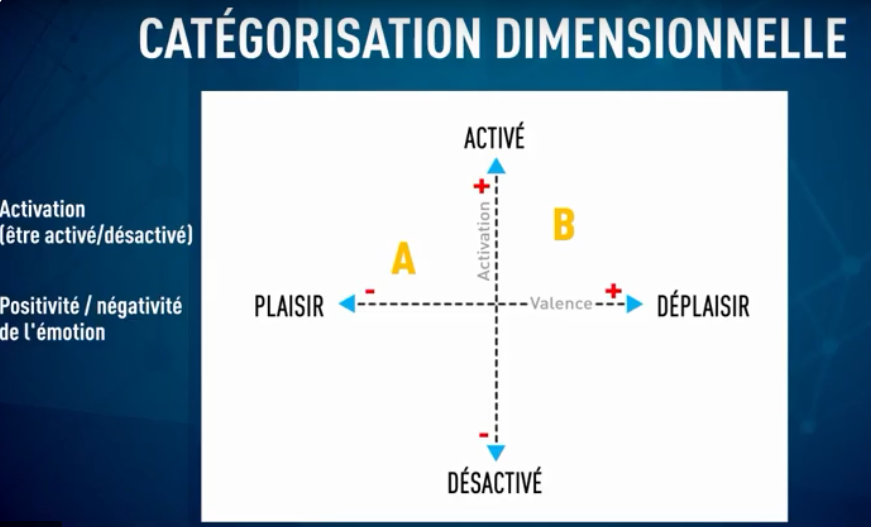 CATÉGORISATION DIMENSIONNELLE
ACTIVÉ
+
Activation
(être activé/désactivé)
Activation
A
B
Positivité / négativité
de l'émotion
PLAISIR
-
Valence
+
DÉPLAISIR
-
DÉSACTIVÉ